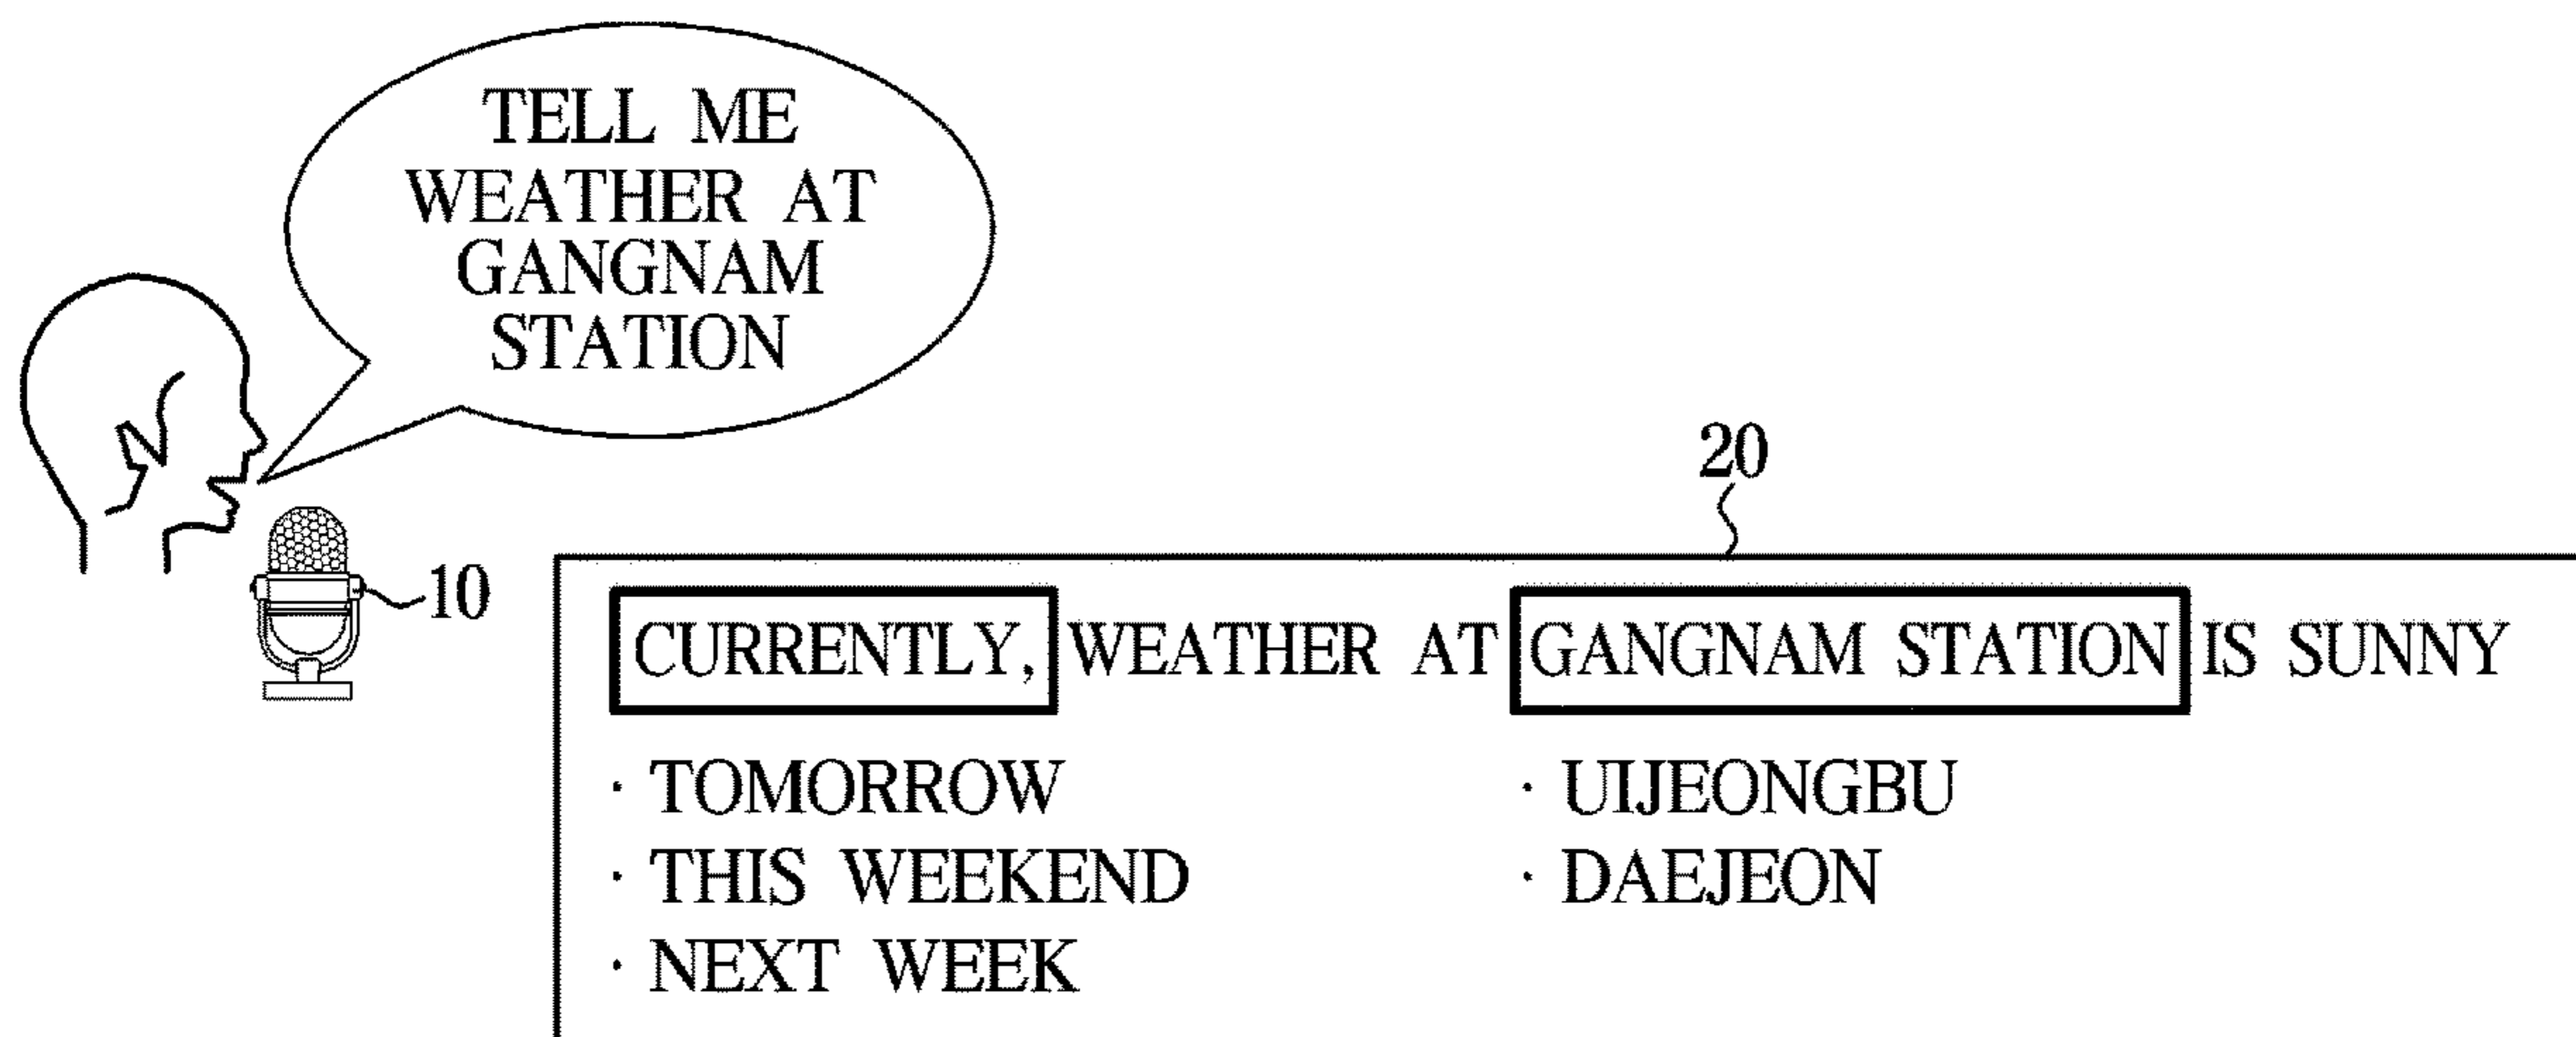 TELL ME
WEATHER AT
GANGNAM
STATION
20
10
CURRENTLY, WEATHER AT GANGNAM STATION IS SUNNY
· TOMORROW
· THIS WEEKEND
· NEXT WEEK
· UIJEONGBU
· DAEJEON